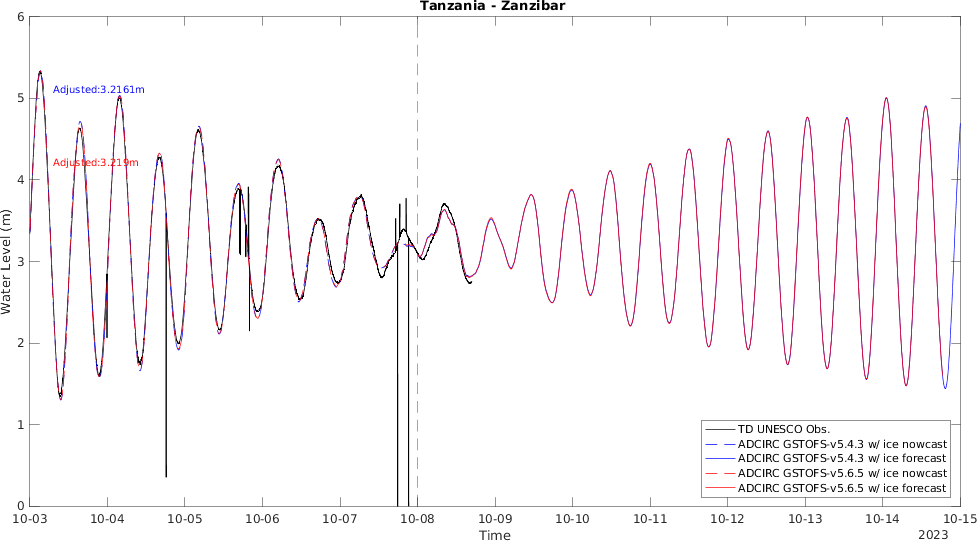 Tanzania - Zanzibar
6
5
4
3
2
1
0
Water Level (m)
Adjusted:3.2161m
Adjusted:3.219m
TD UNESCO Obs.
ADCIRC GSTOFS-v5.4.3 w/ ice nowcast
ADCIRC GSTOFS-v5.4.3 w/ ice forecast
ADCIRC GSTOFS-v5.6.5 w/ ice nowcast
ADCIRC GSTOFS-v5.6.5 w/ ice forecast
10-03 10-04 10-05 10-06 10-07 10-08 10-09 10-10 10-11 10-12 10-13 10-14 10-15
Time
2023